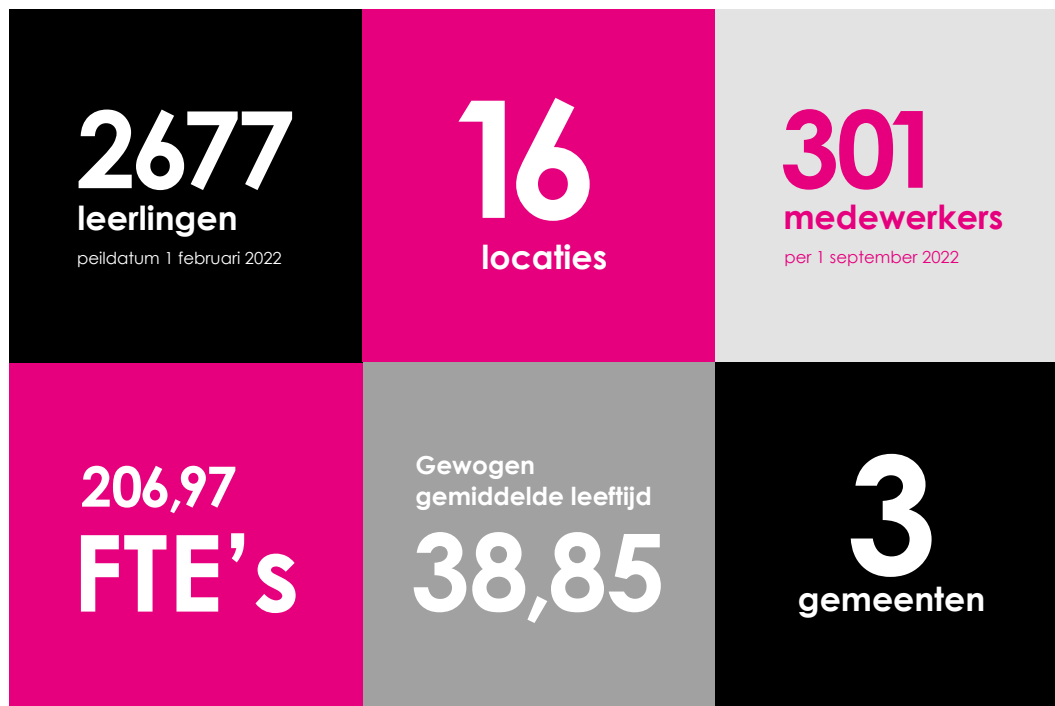 2677
leerlingen
peildatum 1 februari 2022
16
locaties
301
medewerkers
per 1 september 2022
206,97
FTE’s
Gewogen
gemiddelde leeftijd
38,85
3
gemeenten